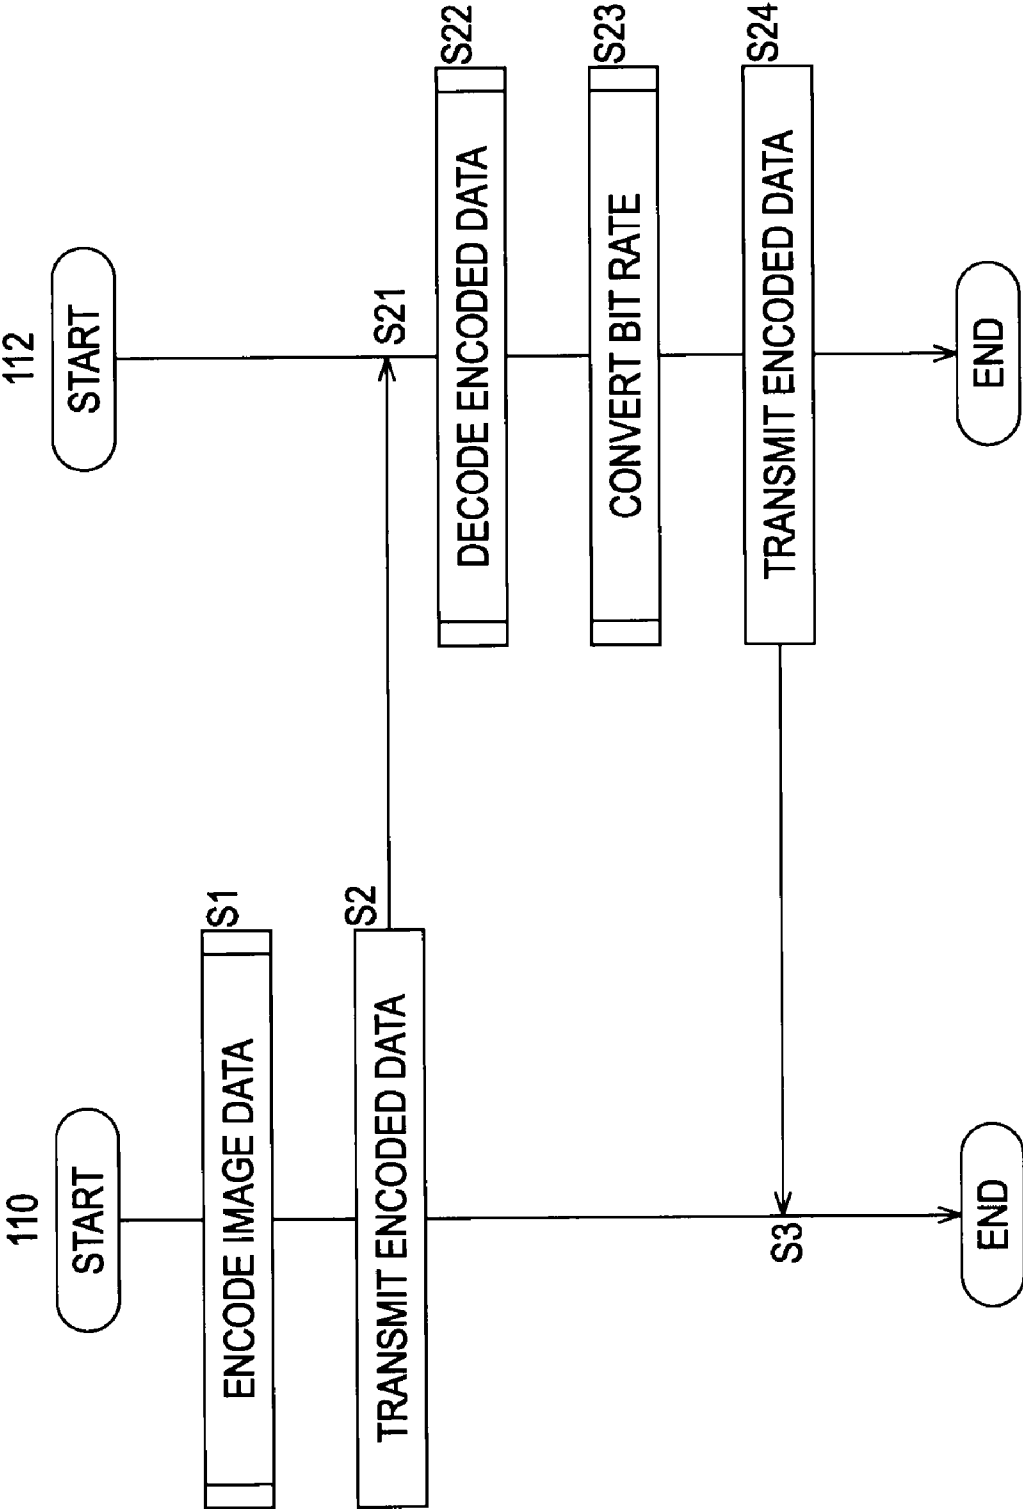 110
START
ENCODE IMAGE DATA
S1
TRANSMIT ENCODED DATA
S2
S3
END
112
START
S21
DECODE ENCODED DATA
S22
CONVERT BIT RATE
S23
TRANSMIT ENCODED DATA
S24
END